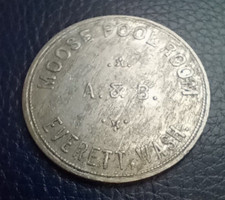 MOOSE POOL ROOM
A. & B.
EVERETT, WASH.